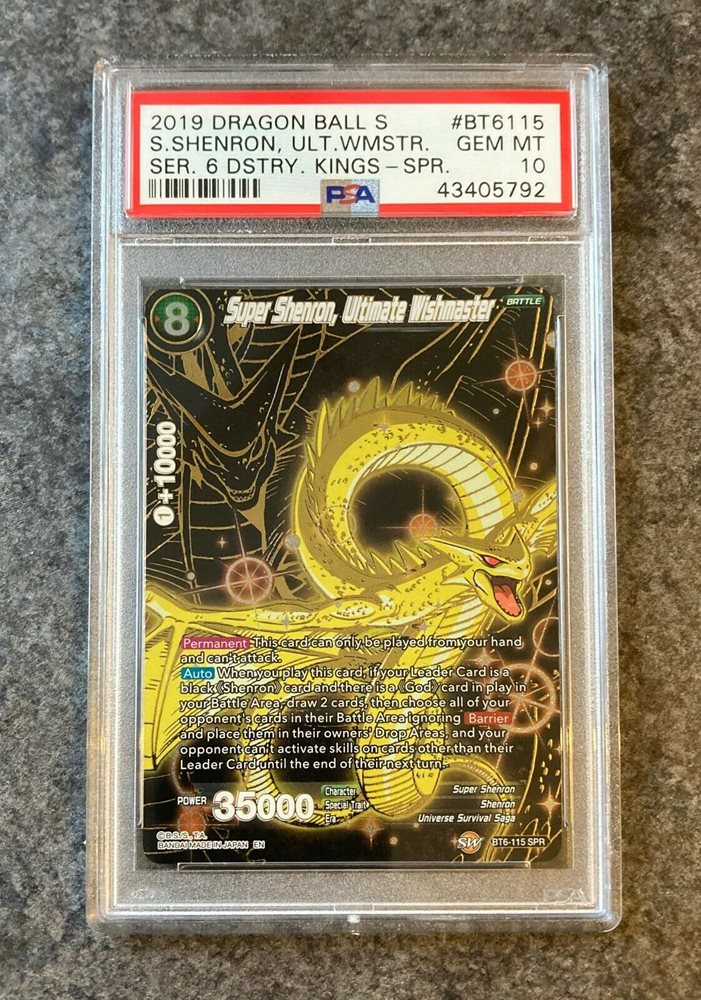 2019 DRAGON BALL S #BT6115
S.SHENRON, ULT.WMSTR. GEM MT
SER. 6 DSTRY. KINGS – SPR. 10
PSA 43405792
8 Super Shenron, Ultimate Wishmaster BATTLE
1+10000
Permanent This card can only be played from your hand
and can't attack.
Auto When you play this card, if your Leader Card is a
black 《Shenron》 card and there is a 《God》 card in play in
your Battle Area, draw 2 cards, then choose all of your
opponent's cards in their Battle Area ignoring Barrier
and place them in their owners' Drop Areas, and your
opponent can't activate skills on cards other than their
Leader Card until the end of their next turn.
POWER 35000
Character Super Shenron
Special Trait Shenron
Era Universe Survival Saga
©B.S./S., T.A.
BANDAI MADE IN JAPAN EN SW BT6-115 SPR
PSA